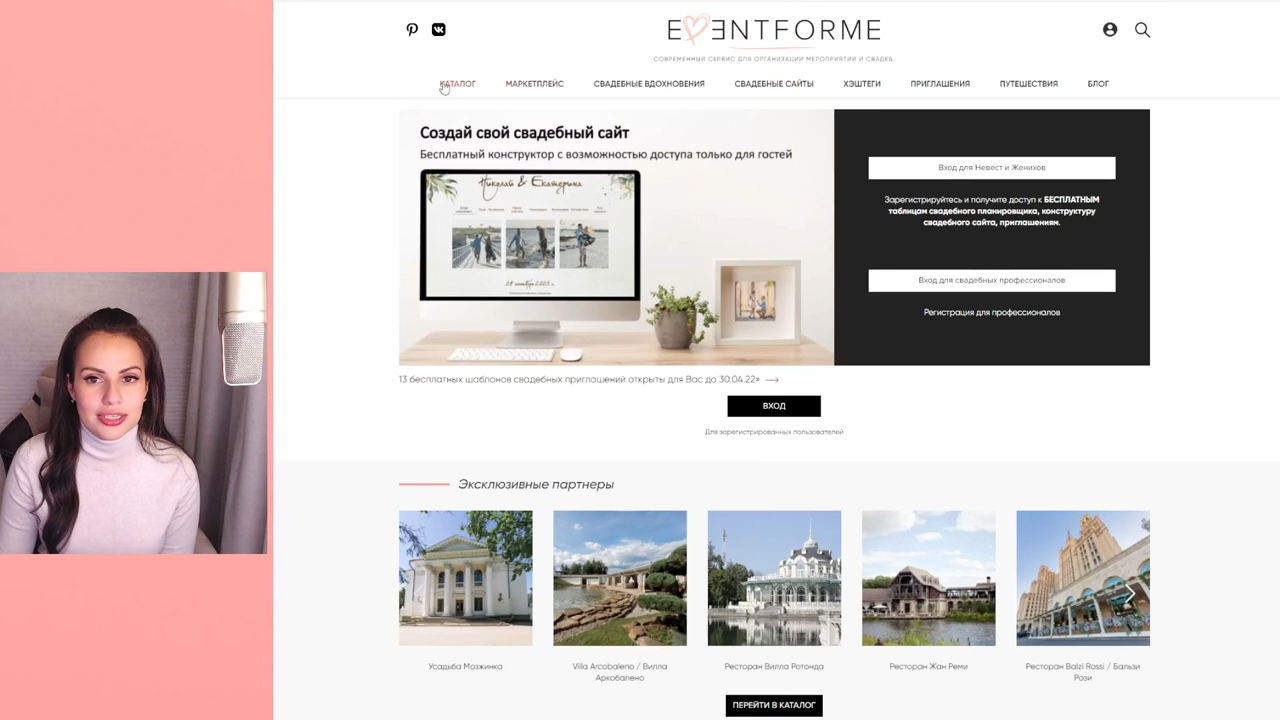 EVENTFORME
СОВРЕМЕННЫЙ СЕРВИС ДЛЯ ОРГАНИЗАЦИИ МЕРОПРИЯТИЙ И СВАДЕБ
КАТАЛОГ МАРКЕТПЛЕЙС СВАДЕБНЫЕ ВДОХНОВЕНИЯ СВАДЕБНЫЕ САЙТЫ ХЭШТЕГИ ПРИГЛАШЕНИЯ ПУТЕШЕСТВИЯ БЛОГ
Создай свой свадебный сайт
Бесплатный конструктор с возможностью доступа только для гостей
Николай & Екатерина
Вход для Невест и Женихов
Зарегистрируйтесь и получите доступ к БЕСПЛАТНЫМ
таблицам свадебного планировщика, конструктору
свадебного сайта, приглашениям.
Вход для свадебных профессионалов
Регистрация для профессионалов
13 бесплатных шаблонов свадебных приглашений открыты для Вас до 30.04.22»
ВХОД
Для зарегистрированных пользователей
Эксклюзивные партнеры
Усадьба Мозжинка
Villa Arcobaleno / Вилла
Аркобалено
Ресторан Вилла Ротонда
Ресторан Жан Реми
Ресторан Balzi Rossi / Бальзи
Рози
ПЕРЕЙТИ В КАТАЛОГ